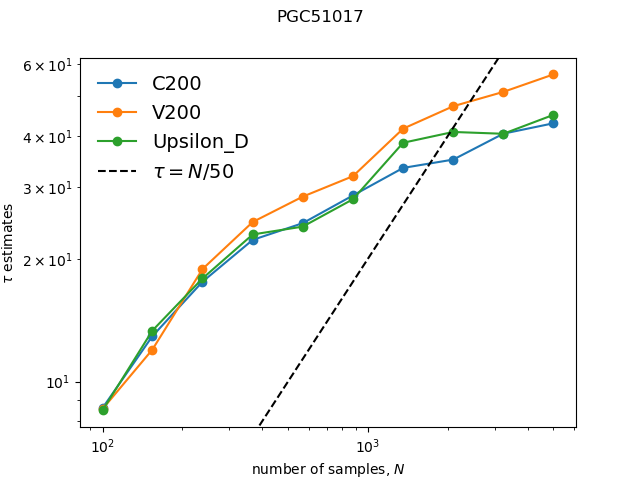 PGC51017
6 × 10¹
4 × 10¹
3 × 10¹
2 × 10¹
10¹
τ estimates
C200
V200
Upsilon_D
τ = N/50
10²
10³
number of samples, N